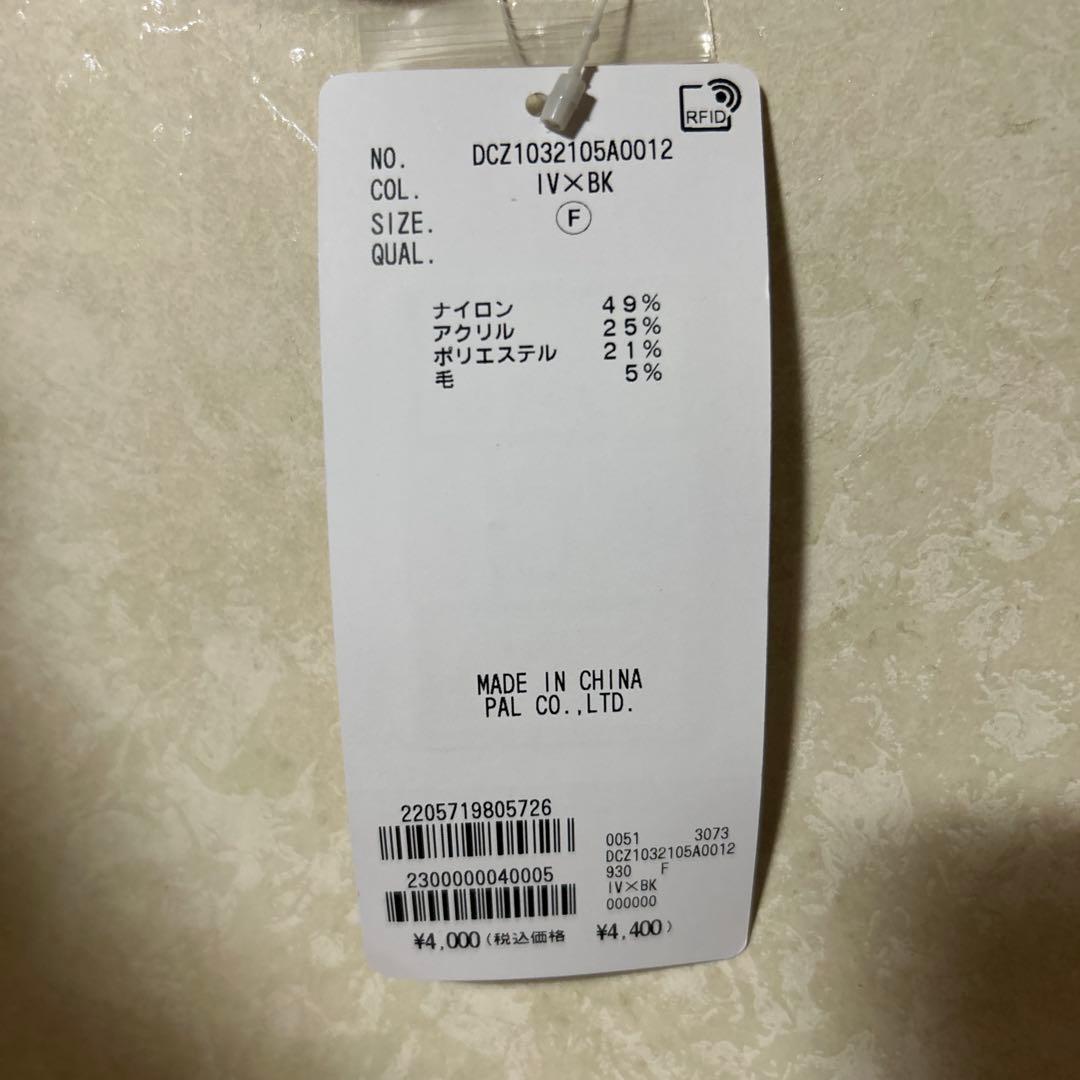 RFID
NO. DCZ1032105A0012
COL. IV×BK
SIZE. Ⓕ
QUAL.
ナイロン 49%
アクリル 25%
ポリエステル 21%
毛 5%
MADE IN CHINA
PAL CO.,LTD.
2205719805726
2300000040005
0051 3073
DCZ1032105A0012
930 F
IV×BK
000000
¥4,000(税込価格 ¥4,400)